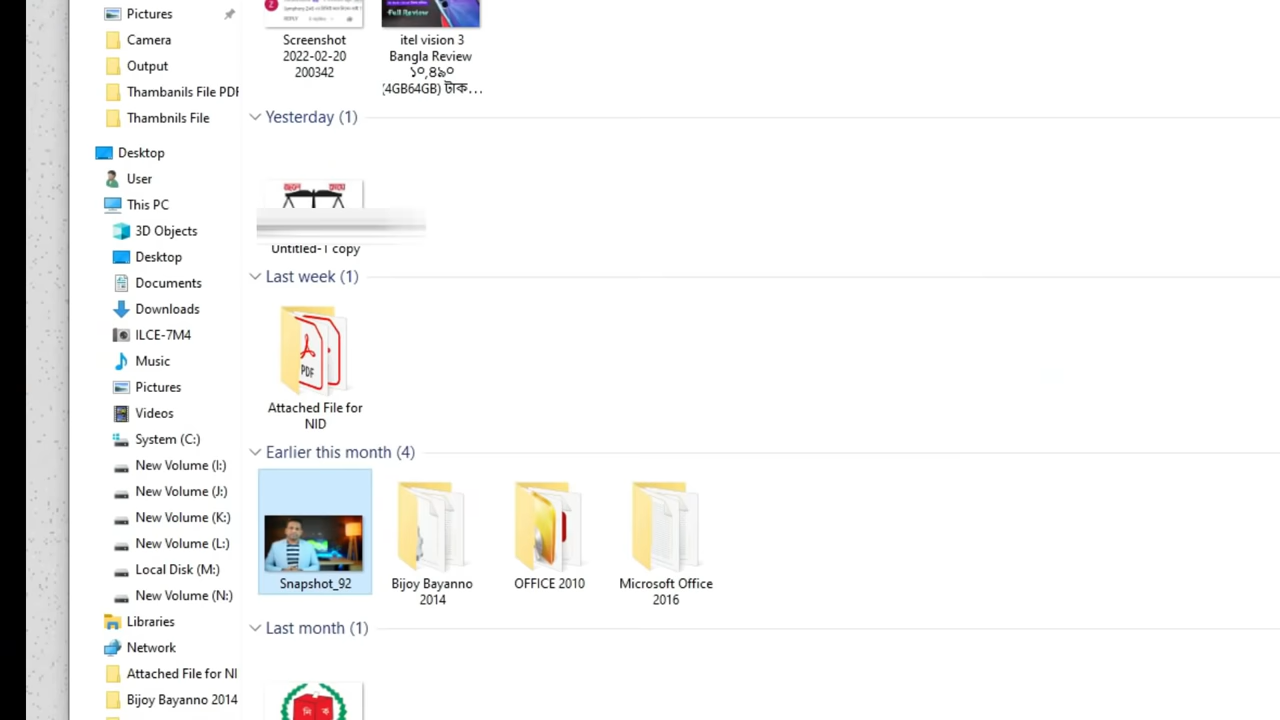 Pictures
Camera
Output
Thambanils File PDF
Thambnils File
Desktop
User
This PC
3D Objects
Desktop
Documents
Downloads
ILCE-7M4
Music
Pictures
Videos
System (C:)
New Volume (I:)
New Volume (J:)
New Volume (K:)
New Volume (L:)
Local Disk (M:)
New Volume (N:)
Libraries
Network
Attached File for NI
Bijoy Bayanno 2014
REPLY
Full Review
Screenshot
2022-02-20
200342
itel vision 3
Bangla Review
১০,৪৯০
(4GB64GB) টাক...
Yesterday (1)
Untitled-1 copy
Last week (1)
PDF
Attached File for
NID
Earlier this month (4)
Snapshot_92
Bijoy Bayanno
2014
OFFICE 2010
Microsoft Office
2016
Last month (1)
নি ক